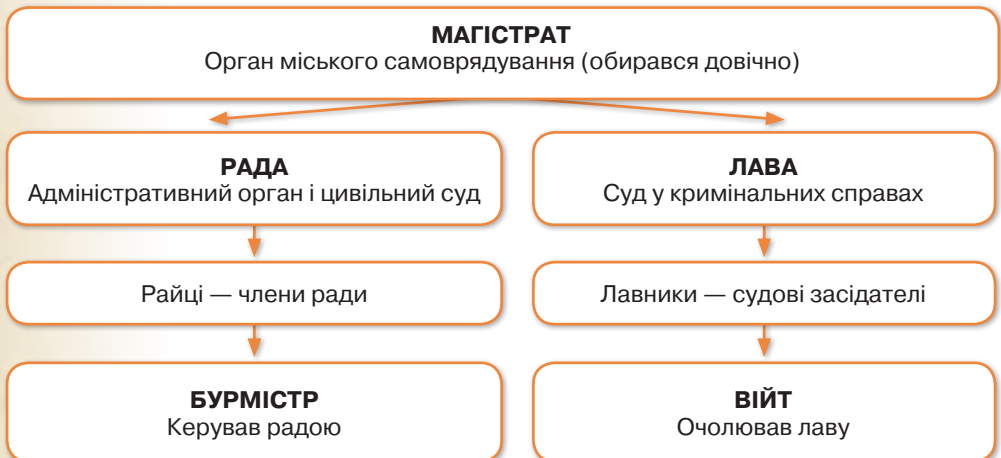 МАГІСТРАТ
Орган міського самоврядування (обирався довічно)
РАДА
Адміністративний орган і цивільний суд
ЛАВА
Суд у кримінальних справах
Райці — члени ради
Лавники — судові засідателі
БУРМІСТР
Керував радою
ВІЙТ
Очолював лаву